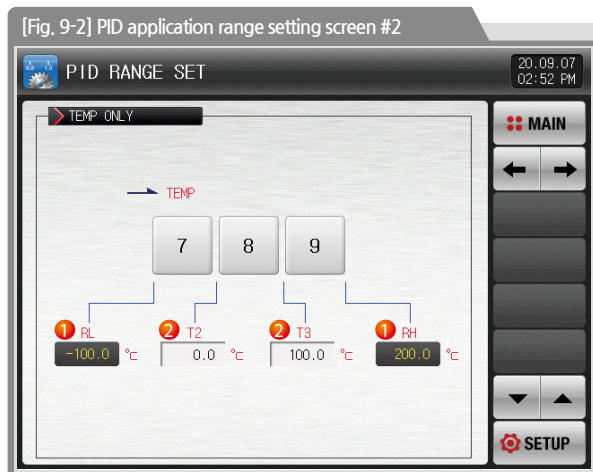 [Fig. 9-2] PID application range setting screen #2
PID RANGE SET
20.09.07
02:52 PM
TEMP ONLY
MAIN
TEMP
7 8 9
1 RL 2 T2 2 T3 1 RH
-100.0 ℃ 0.0 ℃ 100.0 ℃ 200.0 ℃
SETUP